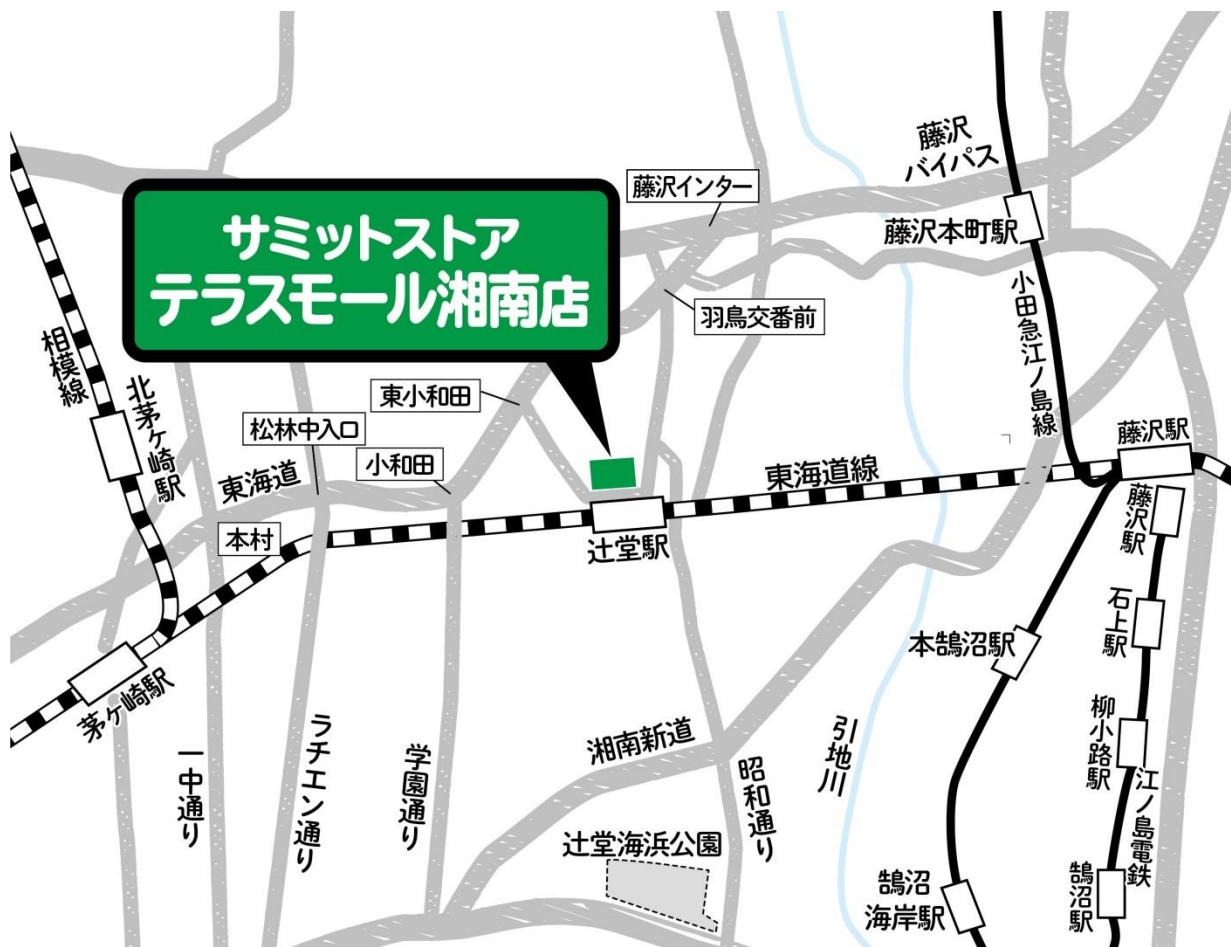 藤沢
バイパス
藤沢インター
サミットストア
テラスモール湘南店
藤沢本町駅
羽鳥交番前
小田急江ノ島線
相模線
北茅ヶ崎駅
東小和田
松林中入口
小和田
藤沢駅
東海道
東海道線
本村
辻堂駅
藤沢駅
石上駅
本鵠沼駅
茅ヶ崎駅
柳小路駅
湘南新道
引地川
一中通り
ラチエン通り
学園通り
昭和通り
江ノ島電鉄
辻堂海浜公園
鵠沼
海岸駅
鵠沼駅